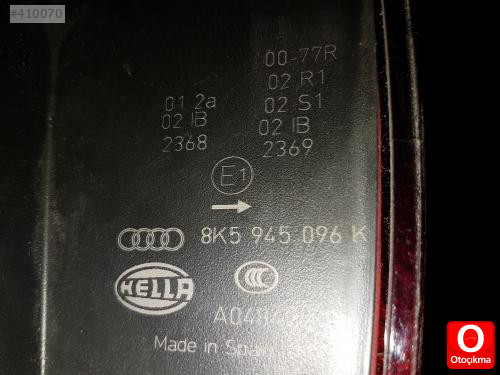 #410070
00-77R
02 R1
01 2a
02 S1
02 IB
02 IB
2368
2369
E1
8K5 945 096 K
HELLA
CCC
Made in Spain
O
Otoçıkma